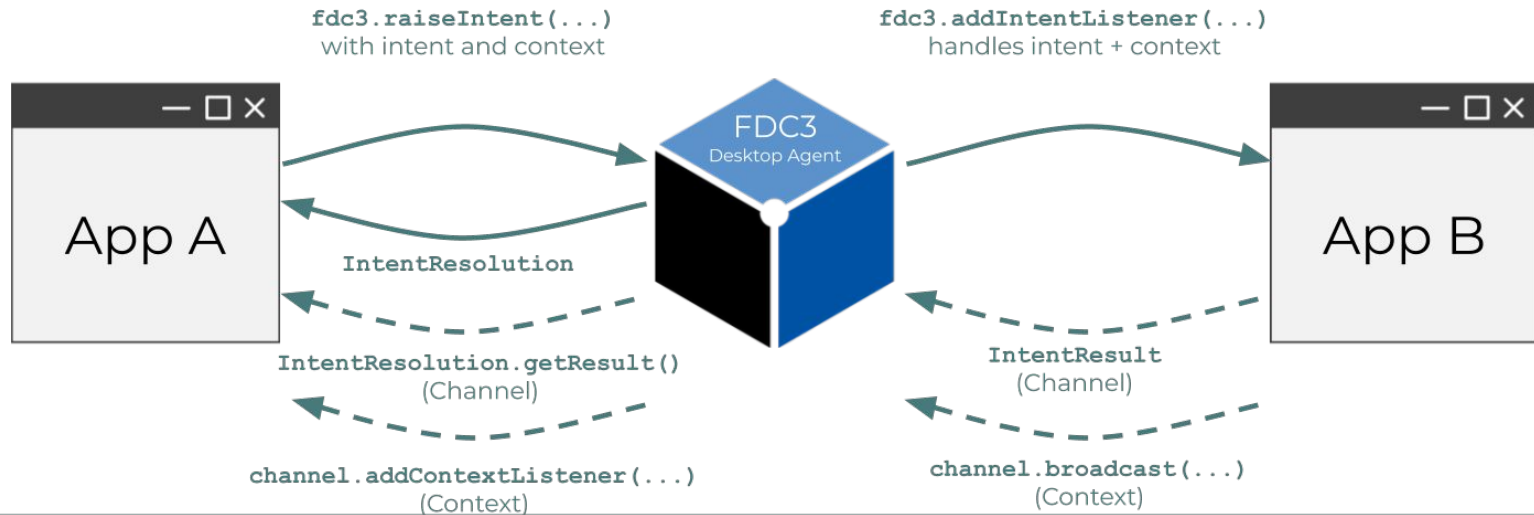 fdc3.raiseIntent(...)
with intent and context
fdc3.addIntentListener(...)
handles intent + context
FDC3
Desktop Agent
App A
App B
IntentResolution
IntentResolution.getResult()
(Channel)
IntentResult
(Channel)
channel.addContextListener(...)
(Context)
channel.broadcast(...)
(Context)